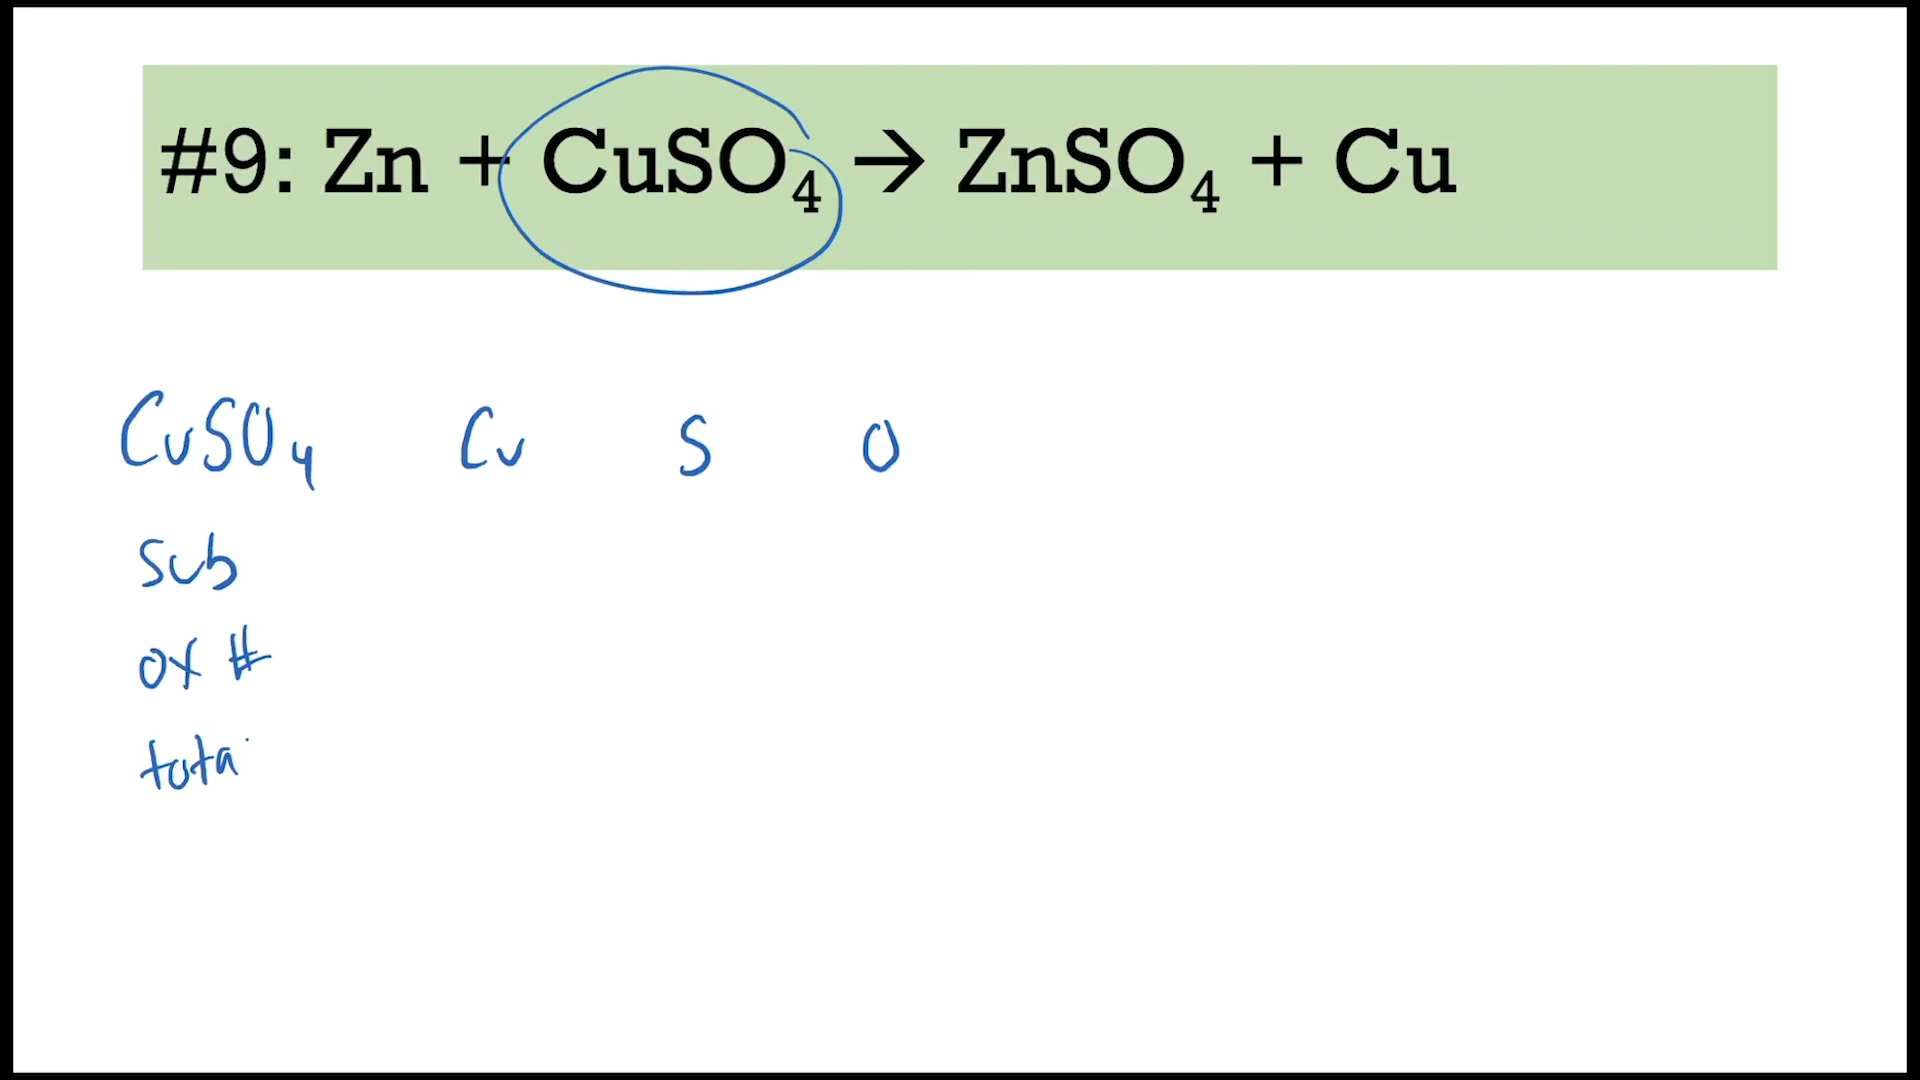 #9: Zn + CuSO₄ → ZnSO₄ + Cu
CuSO₄ Cu S O
sub
ox #
tota